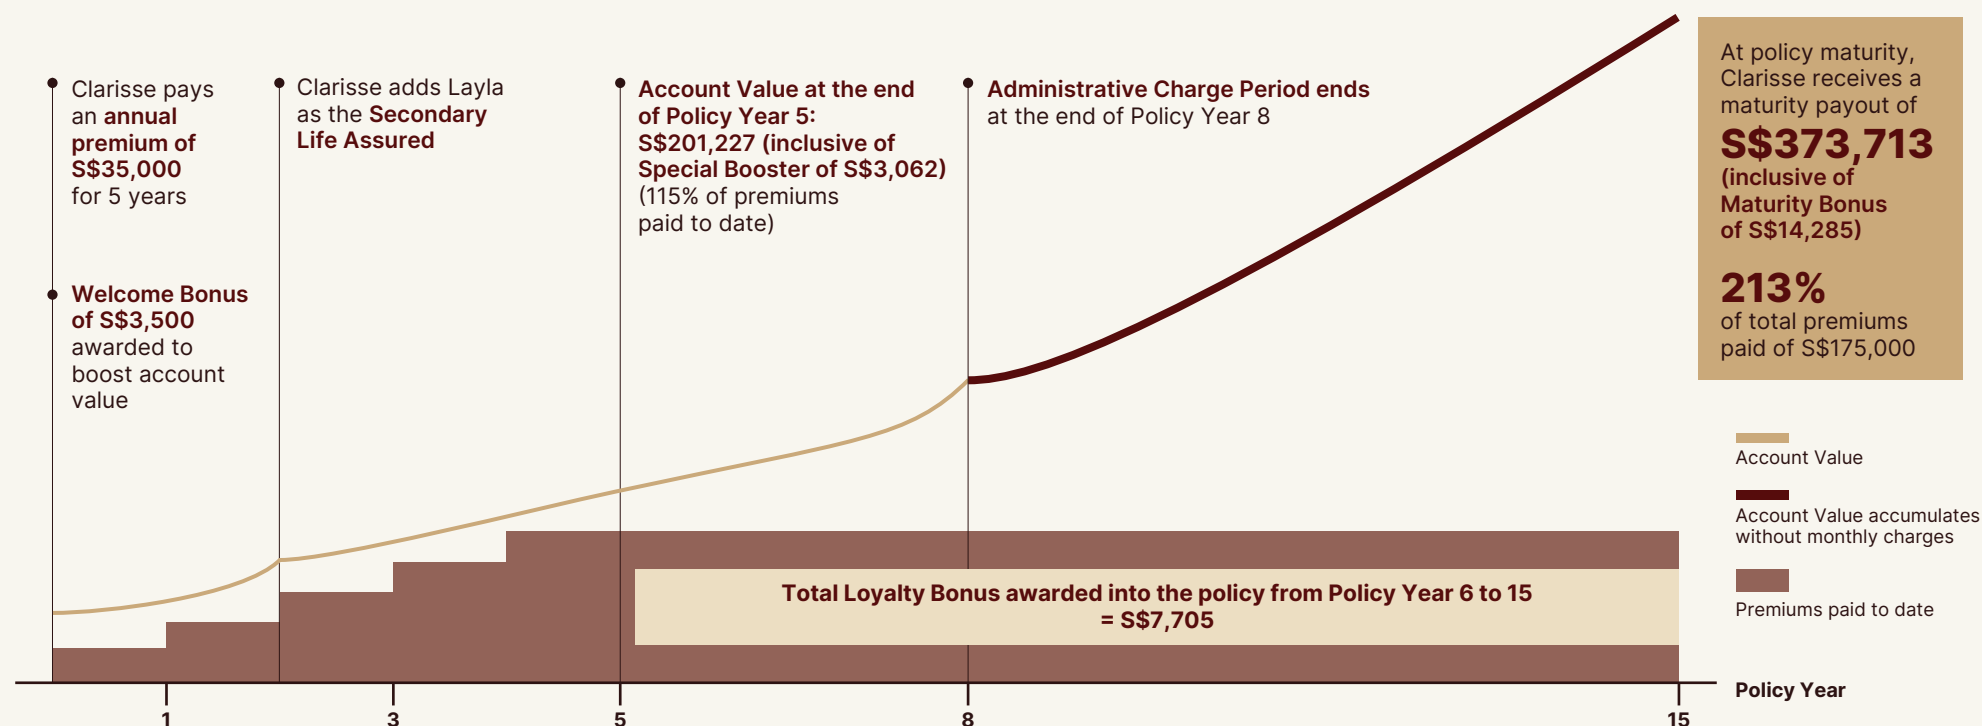 Clarisse pays
an annual
premium of
S$35,000
for 5 years
Welcome Bonus
of S$3,500
awarded to
boost account
value
Clarisse adds Layla
as the Secondary
Life Assured
Account Value at the end
of Policy Year 5:
S$201,227 (inclusive of
Special Booster of S$3,062)
(115% of premiums
paid to date)
Administrative Charge Period ends
at the end of Policy Year 8
At policy maturity,
Clarisse receives a
maturity payout of
S$373,713
(inclusive of
Maturity Bonus
of S$14,285)
213%
of total premiums
paid of S$175,000
Account Value
Account Value accumulates
without monthly charges
Premiums paid to date
Total Loyalty Bonus awarded into the policy from Policy Year 6 to 15
= S$7,705
Policy Year
1
3
5
8
15